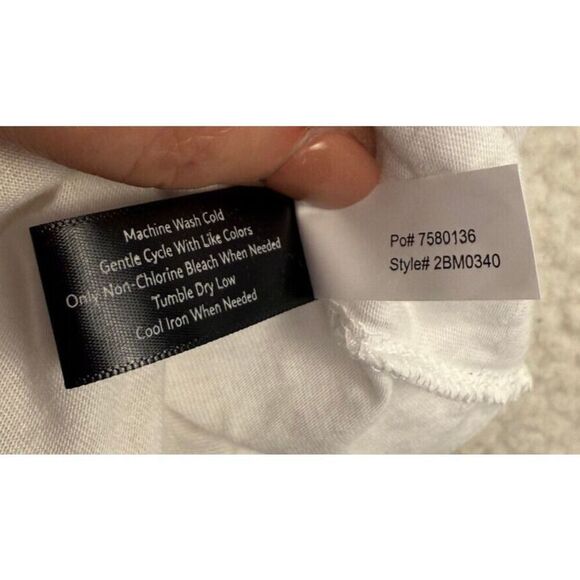 Machine Wash Cold
Gentle Cycle With Like Colors
Only Non-Chlorine Bleach When Needed
Tumble Dry Low
Cool Iron When Needed
Po# 7580136
Style# 2BM0340